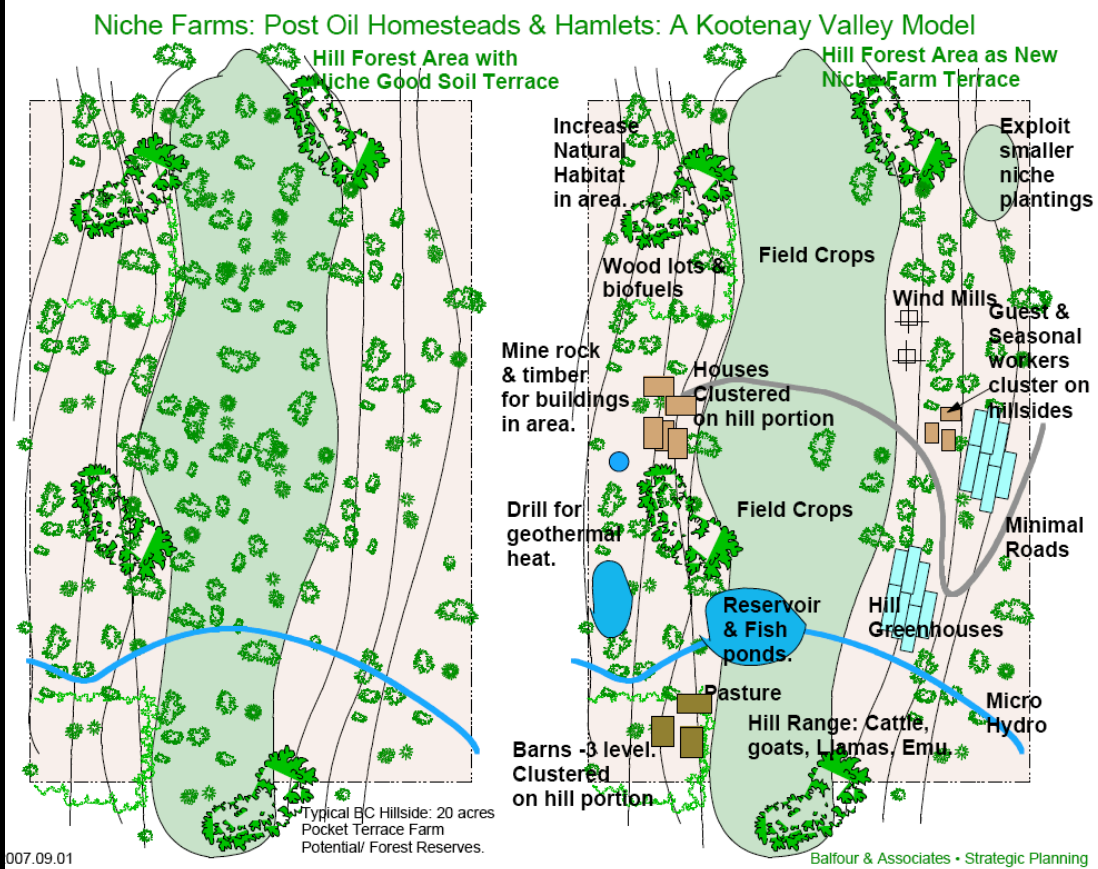 Niche Farms: Post Oil Homesteads & Hamlets: A Kootenay Valley Model
Hill Forest Area with
Niche Good Soil Terrace
Hill Forest Area as New
Niche Farm Terrace
Increase
Natural
Habitat
in area.
Exploit
smaller
niche
plantings
Field Crops
Wood lots &
biofuels
Wind Mills
Guest &
Seasonal
workers
cluster on
hillsides
Mine rock
& timber
for buildings
in area.
Houses
Clustered
on hill portion
Drill for
geothermal
heat.
Field Crops
Minimal
Roads
Reservoir
& Fish
ponds.
Hill
Greenhouses
Pasture
Micro
Hydro
Hill Range: Cattle,
goats, Llamas, Emu.
Barns -3 level.
Clustered
on hill portion
Typical BC Hillside: 20 acres
Pocket Terrace Farm
Potential/ Forest Reserves.
007.09.01
Balfour & Associates • Strategic Planning